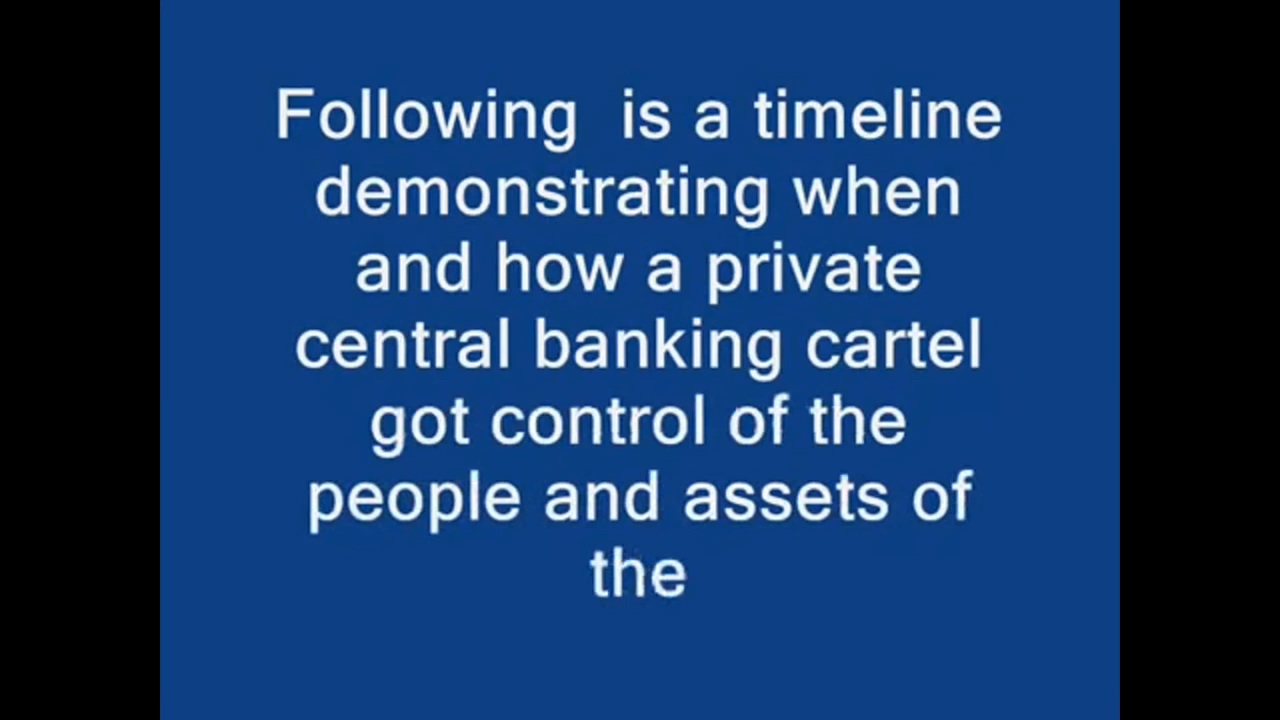 Following  is a timeline
demonstrating when
and how a private
central banking cartel
got control of the
people and assets of
the